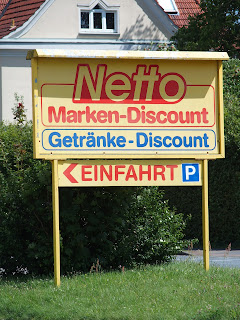 Netto
Marken-Discount
Getränke-Discount
<EINFAHRT P